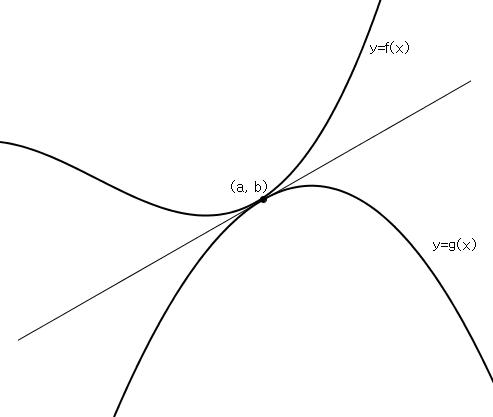 y=f(x)
(a, b)
y=g(x)